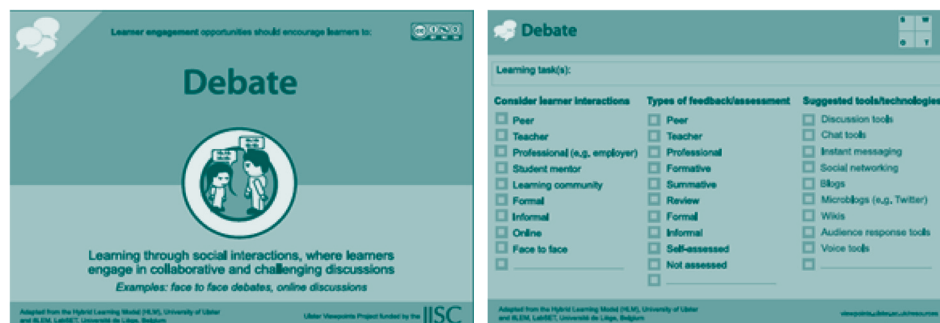 Learner engagement opportunities should encourage learners to:
Debate
Learning through social interactions, where learners
engage in collaborative and challenging discussions
Examples: face to face debates, online discussions
Adapted from the Hybrid Learning Model (HLM), University of Ulster
and 8LEM, LabSET, Université de Liège, Belgium
Ulster Viewpoints Project funded by the JISC
Debate
S W
O T
Learning task(s):
Consider learner interactions
Peer
Teacher
Professional (e.g, employer)
Student mentor
Learning community
Formal
Informal
Online
Face to face
Types of feedback/assessment
Peer
Teacher
Professional
Formative
Summative
Review
Formal
Informal
Self-assessed
Not assessed
Suggested tools/technologies
Discussion tools
Chat tools
Instant messaging
Social networking
Blogs
Microblogs (e.g, Twitter)
Wikis
Audience response tools
Voice tools
Adapted from the Hybrid Learning Model (HLM), University of Ulster
and 8LEM, LabSET, Université de Liège, Belgium